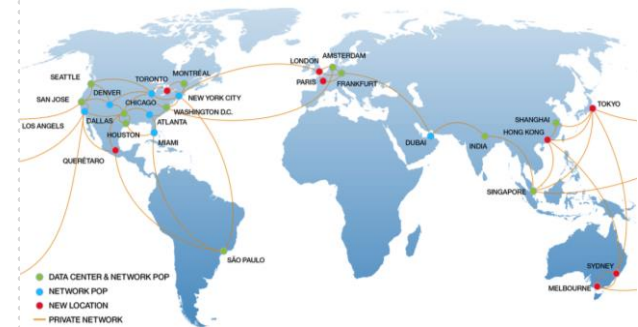 SEATTLE
SAN JOSE
LOS ANGELS
DENVER
DALLAS
HOUSTON
QUERÉTARO
TORONTO
CHICAGO
MONTRÉAL
NEW YORK CITY
WASHINGTON D.C.
ATLANTA
MIAMI
SÃO PAULO
LONDON
PARIS
AMSTERDAM
FRANKFURT
DUBAI
INDIA
SINGAPORE
SHANGHAI
HONG KONG
TOKYO
SYDNEY
MELBOURNE
DATA CENTER & NETWORK POP
NETWORK POP
NEW LOCATION
PRIVATE NETWORK